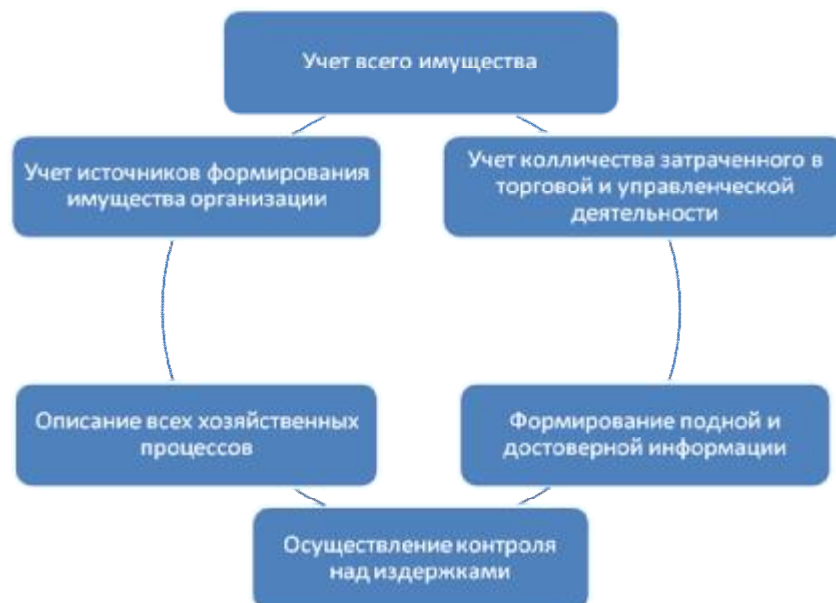 Учет всего имущества
Учет источников формирования
имущества организации
Учет колличества затраченного в
торговой и управленческой
деятельности
Описание всех хозяйственных
процессов
Формирование подной и
достоверной информации
Осуществление контроля
над издержками